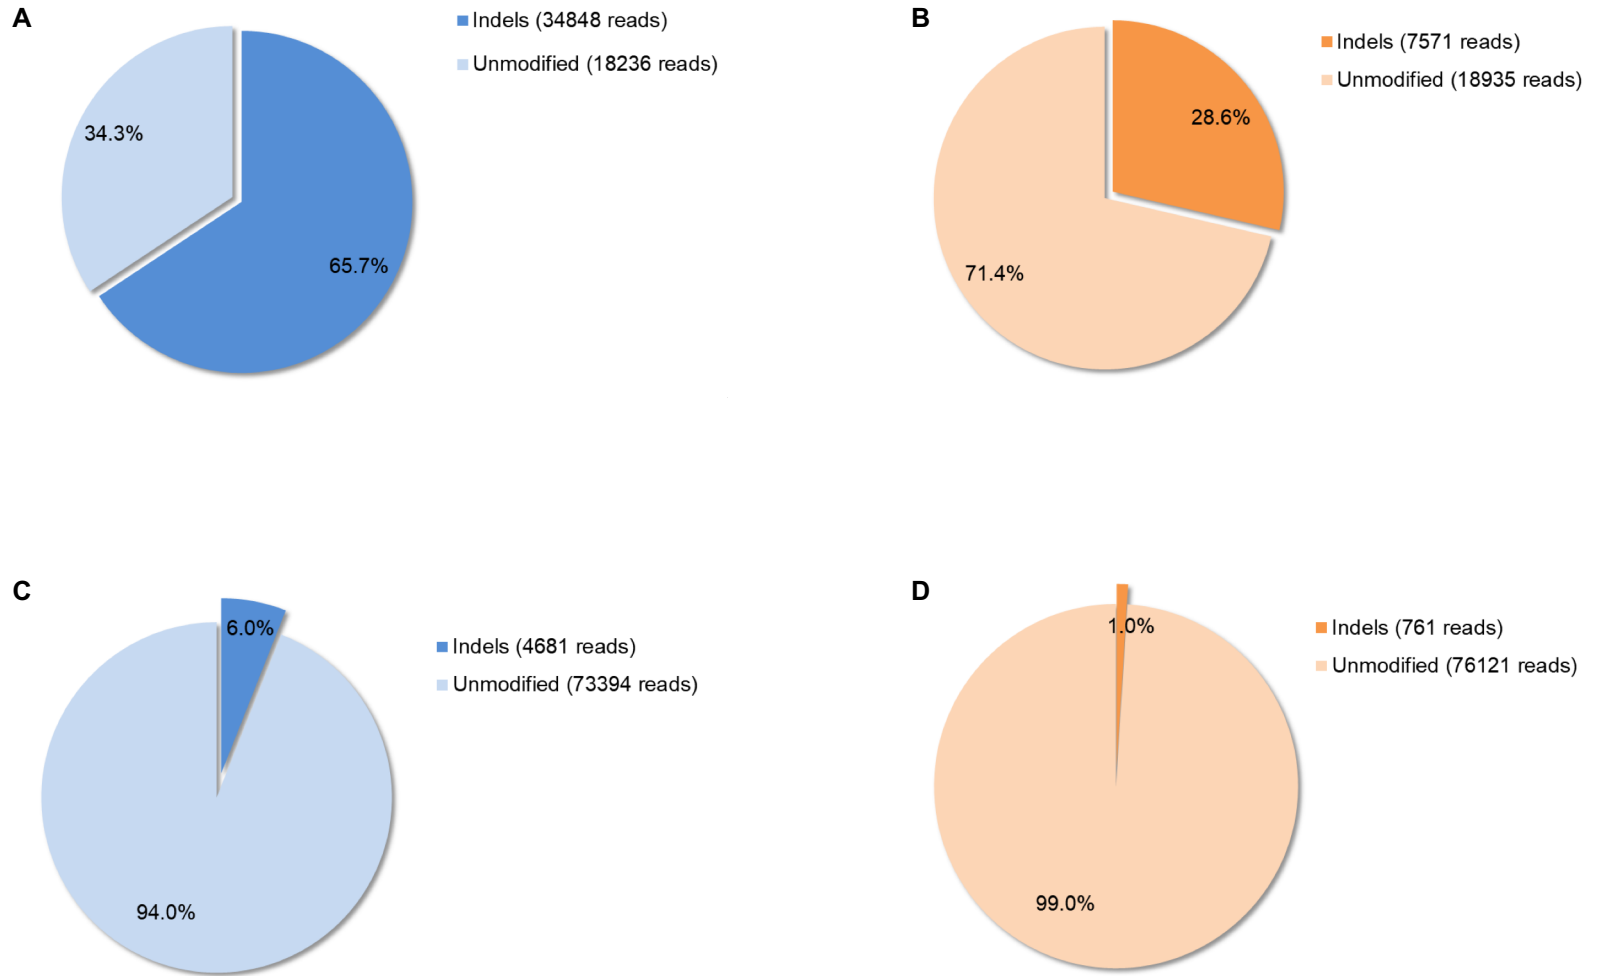 A
Indels (34848 reads)
Unmodified (18236 reads)
34.3%
65.7%
B
Indels (7571 reads)
Unmodified (18935 reads)
28.6%
71.4%
C
6.0%
Indels (4681 reads)
Unmodified (73394 reads)
94.0%
D
1.0%
Indels (761 reads)
Unmodified (76121 reads)
99.0%